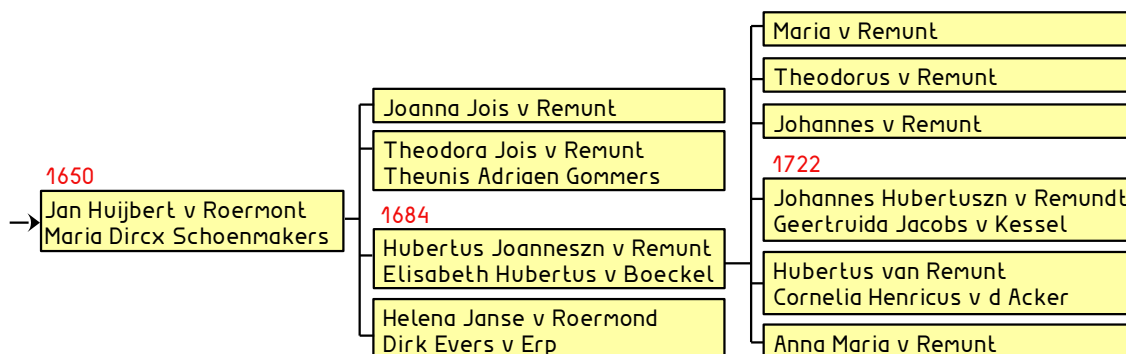 1650
Jan Huijbert v Roermont
Maria Dircx Schoenmakers
Joanna Jois v Remunt
Theodora Jois v Remunt
Theunis Adriaen Gommers
1684
Hubertus Joanneszn v Remunt
Elisabeth Hubertus v Boeckel
Helena Janse v Roermond
Dirk Evers v Erp
Maria v Remunt
Theodorus v Remunt
Johannes v Remunt
1722
Johannes Hubertuszn v Remundt
Geertruida Jacobs v Kessel
Hubertus van Remunt
Cornelia Henricus v d Acker
Anna Maria v Remunt